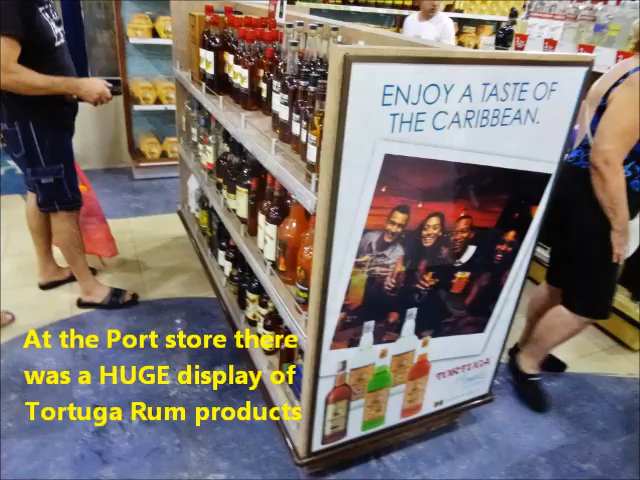 ENJOY A TASTE OF
THE CARIBBEAN.
TORTUGA
At the Port store there
was a HUGE display of
Tortuga Rum products